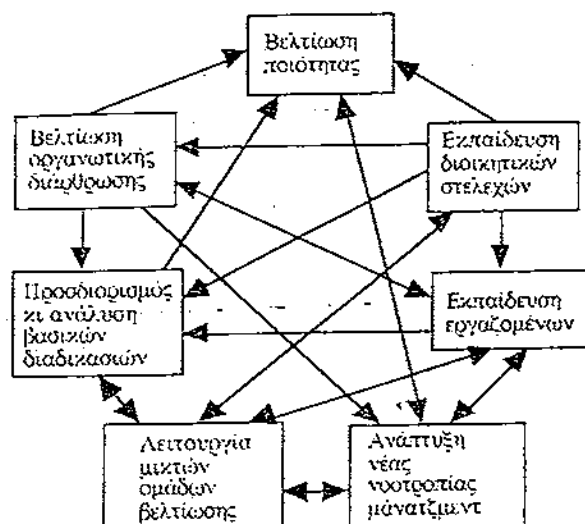 Βελτίωση
ποιότητας
Βελτίωση
οργανωτικής
διάρθρωσης
Εκπαίδευση
διοικητικών
στελεχών
Προσδιορισμός
κι ανάλυση
βασικών
διαδικασιών
Εκπαίδευση
εργαζομένων
Λειτουργία
μικτών
ομάδων
βελτίωσης
Ανάπτυξη
νέας
νοοτροπίας
μάνατζμεντ